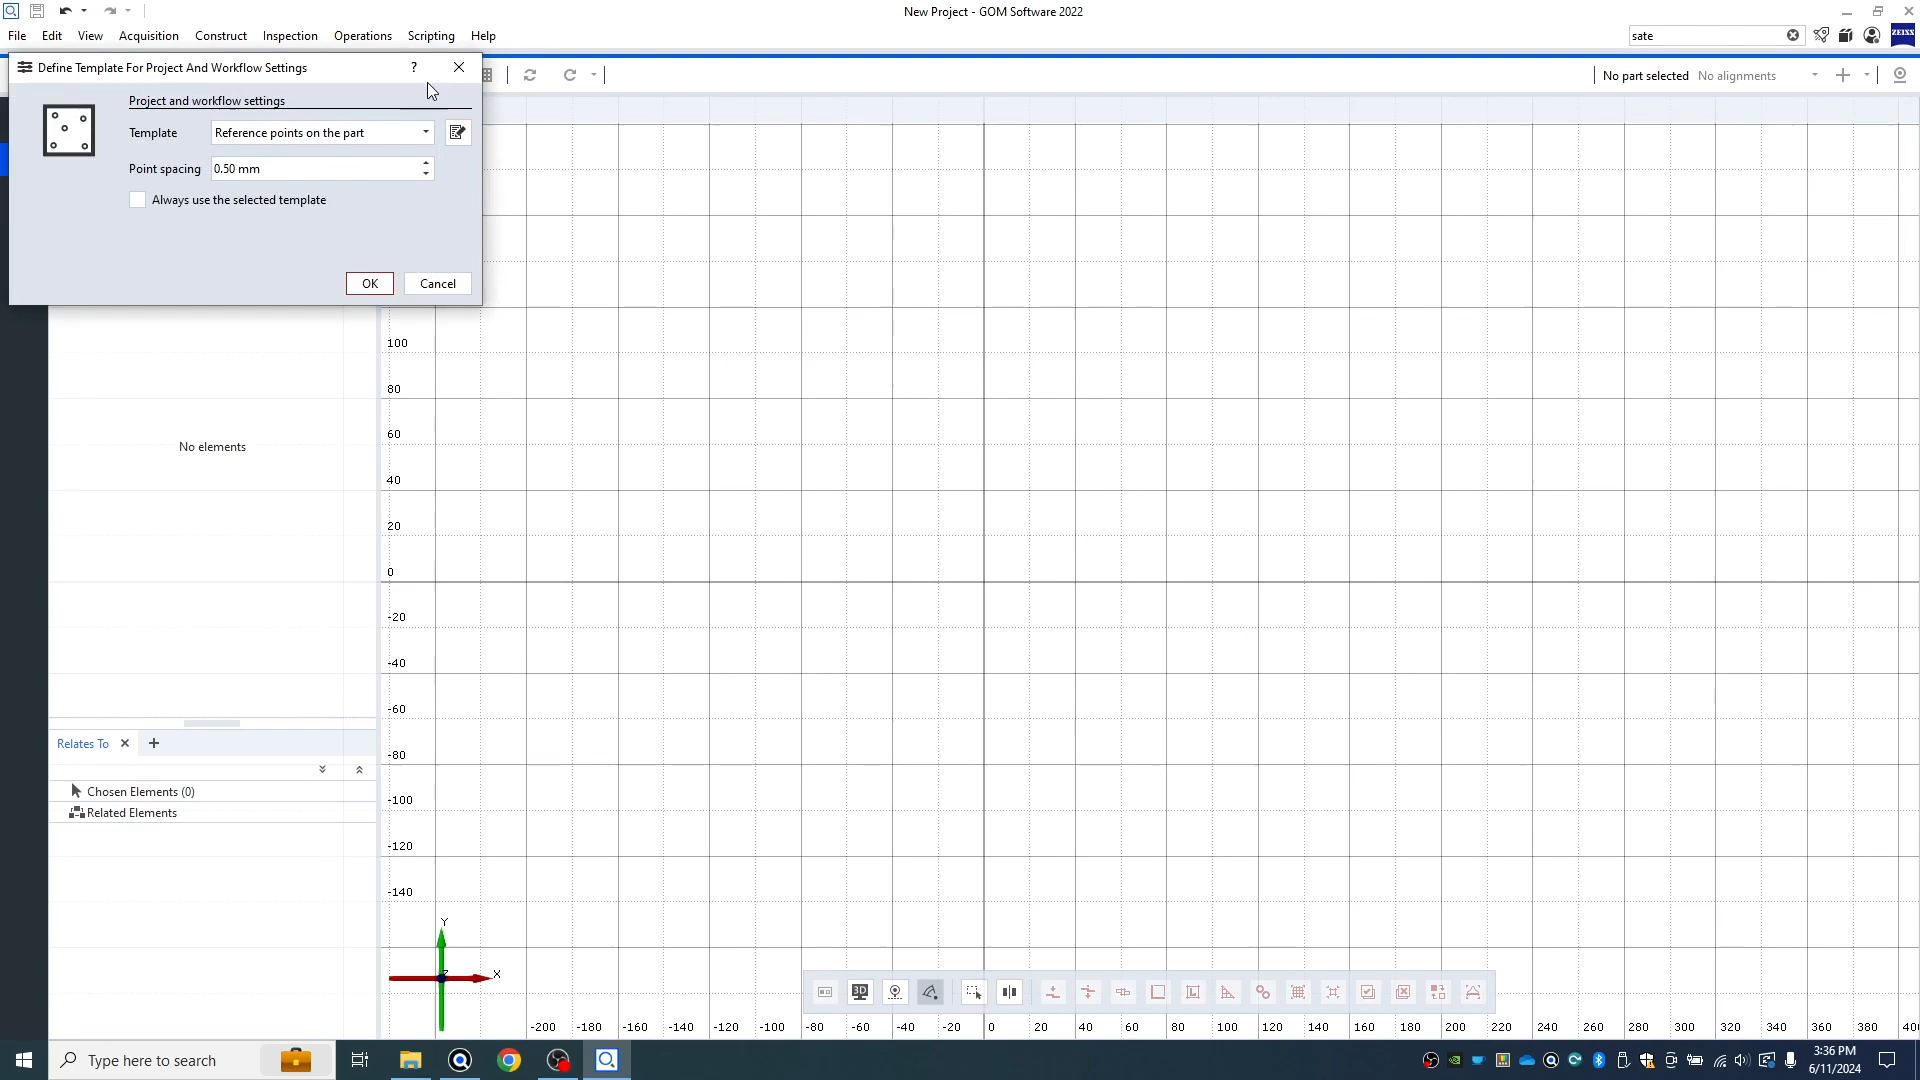 New Project - GOM Software 2022
File Edit View Acquisition Construct Inspection Operations Scripting Help
sate
ZEISS
Define Template For Project And Workflow Settings ?
No part selected No alignments
Project and workflow settings
Template Reference points on the part
Point spacing 0.50 mm
Always use the selected template
OK Cancel
No elements
100
80
60
40
20
0
-20
-40
-60
-80
-100
-120
-140
Relates To
Chosen Elements (0)
Related Elements
Y
Z
X
3D
-200 -180 -160 -140 -120 -100 -80 -60 -40 -20 0 20 40 60 80 100 120 140 160 180 200 220 240 260 280 300 320 340 360 380 40
Type here to search
3:36 PM
6/11/2024